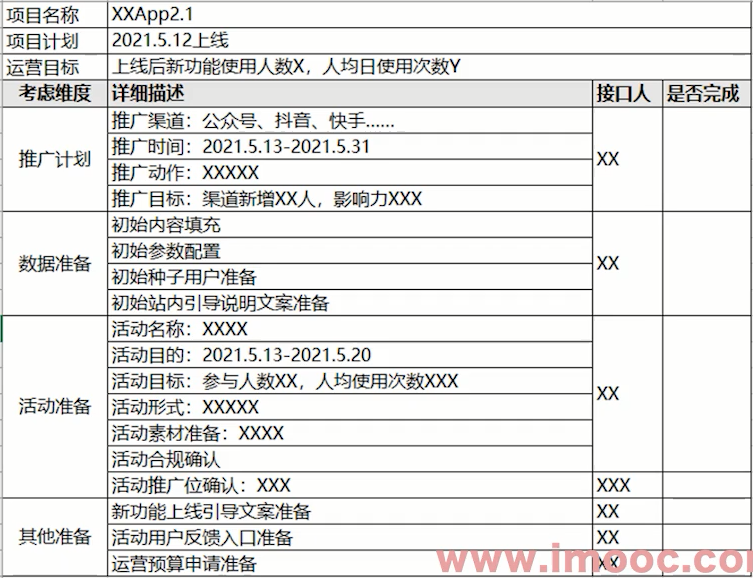 项目名称 XXApp2.1
项目计划 2021.5.12上线
运营目标 上线后新功能使用人数X，人均日使用次数Y
考虑维度 详细描述 接口人 是否完成
推广计划
推广渠道：公众号、抖音、快手……
推广时间：2021.5.13-2021.5.31
推广动作：XXXXX
推广目标：渠道新增XX人，影响力XXX
XX
数据准备
初始内容填充
初始参数配置
初始种子用户准备
初始站内引导说明文案准备
XX
活动准备
活动名称：XXXX
活动目的：2021.5.13-2021.5.20
活动目标：参与人数XX，人均使用次数XXX
活动形式：XXXXX
活动素材准备：XXXX
活动合规确认
XX
活动推广位确认：XXX XXX
其他准备
新功能上线引导文案准备 XX
活动用户反馈入口准备 XX
运营预算申请准备 XX
www.imooc.co